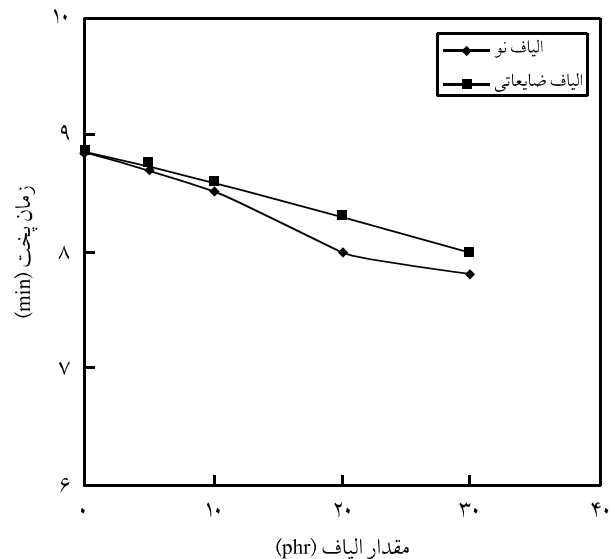 ۱۰
الیاف نو
الیاف ضایعاتی
۹
۸
۷
۶
زمان پخت (min)
۰ ۱۰ ۲۰ ۳۰ ۴۰
مقدار الیاف (phr)